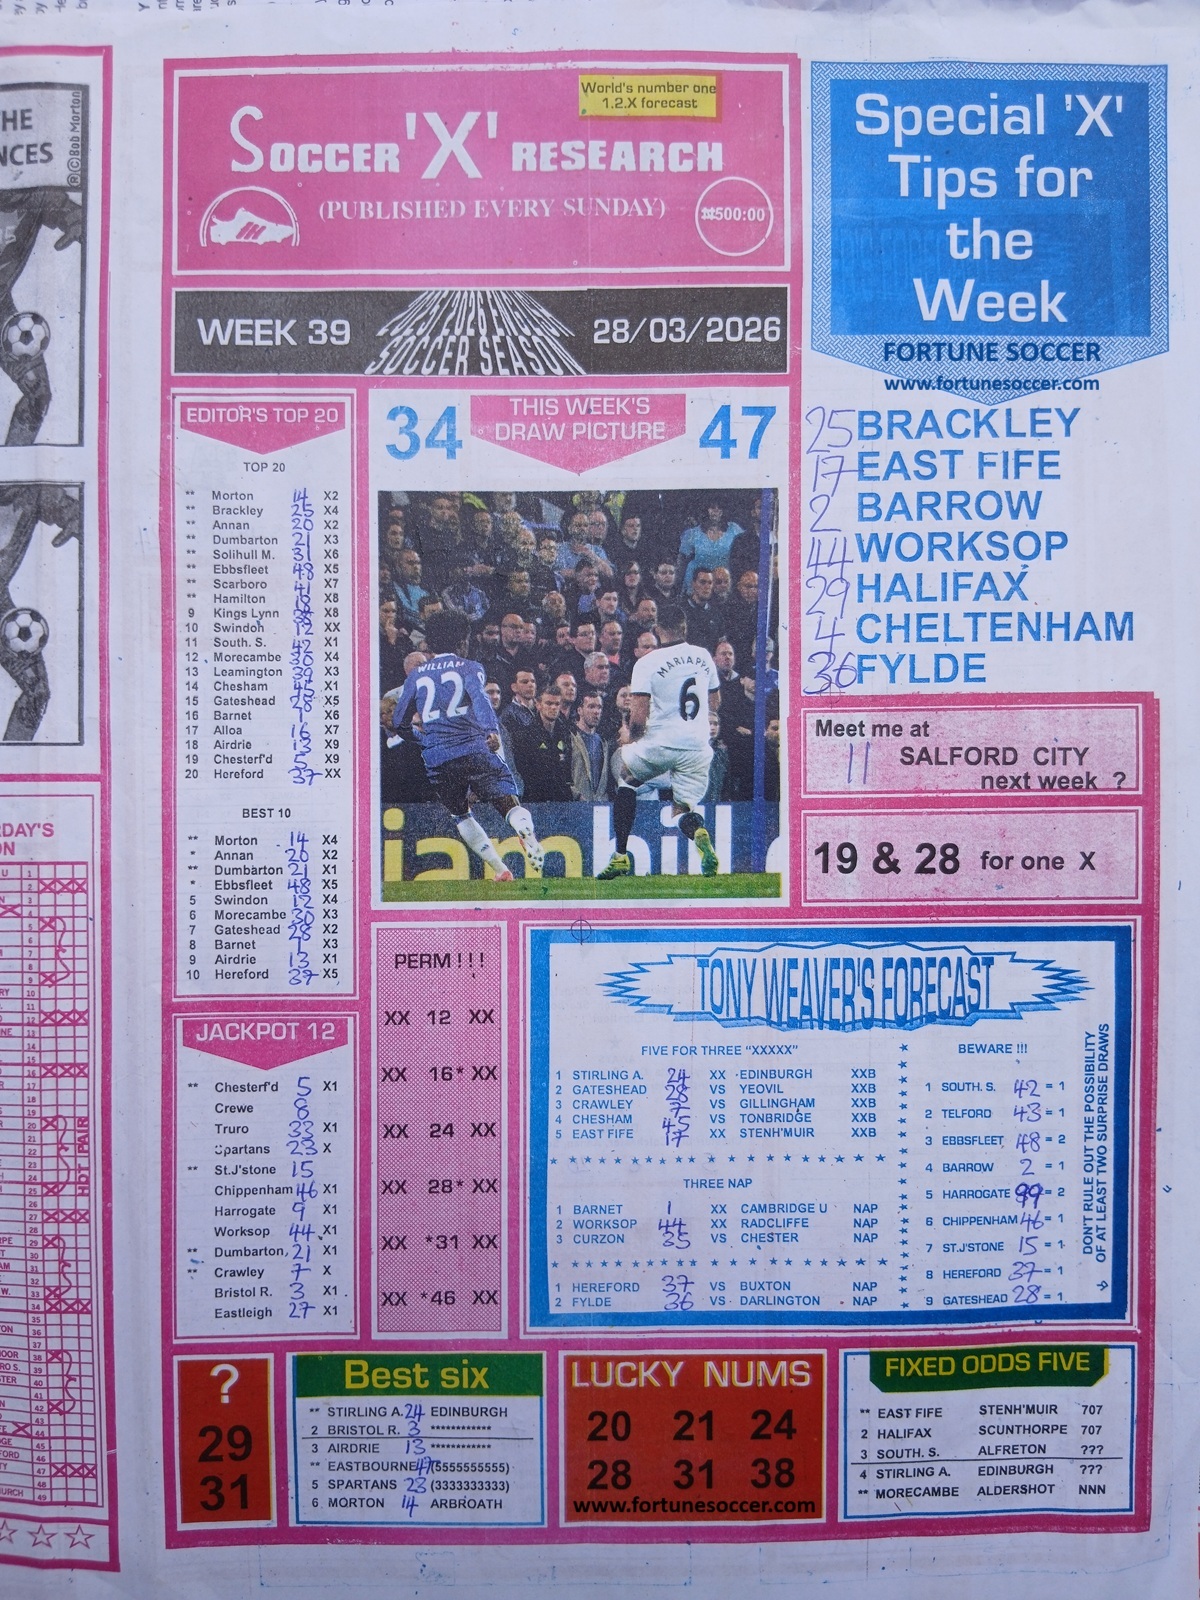 HE
NCES
® © Bob Morton
World's number one
1.2.X forecast
SOCCER 'X' RESEARCH
(PUBLISHED EVERY SUNDAY)
₦500:00
WEEK 39
2025/2026 ENGLISH
SOCCER SEASON
28/03/2026
Special 'X'
Tips for
the
Week
FORTUNE SOCCER
www.fortunesoccer.com
25 BRACKLEY
17 EAST FIFE
2 BARROW
44 WORKSOP
29 HALIFAX
4 CHELTENHAM
36 FYLDE
Meet me at
11 SALFORD CITY
next week ?
19 & 28 for one X
EDITOR'S TOP 20
TOP 20
** Morton 14 X2
** Brackley 25 X4
** Annan 20 X2
** Dumbarton 21 X3
** Solihull M. 31 X6
** Ebbsfleet 48 X5
** Scarboro 41 X7
** Hamilton 18 X8
9 Kings Lynn 38 X8
10 Swindon 12 XX
11 South. S. 42 X1
12 Morecambe 30 X4
13 Leamington 39 X3
14 Chesham 45 X1
15 Gateshead 28 X5
16 Barnet 1 X6
17 Alloa 16 X7
18 Airdrie 13 X9
19 Chesterf'd 5 X9
20 Hereford 37 XX
BEST 10
** Morton 14 X4
* Annan 20 X2
** Dumbarton 21 X1
* Ebbsfleet 48 X5
5 Swindon 12 X4
6 Morecambe 30 X3
7 Gateshead 28 X2
8 Barnet 1 X3
9 Airdrie 13 X1
10 Hereford 37 X5
34 THIS WEEK'S 47
DRAW PICTURE
WILLIAM
22
MARIAPPA
6
iam
JACKPOT 12
** Chesterf'd 5 X1
Crewe 8
Truro 33 X1
Spartans 23 X
** St.J'stone 15
Chippenham 46 X1
Harrogate 9 X1
Worksop 44 X1
** Dumbarton, 21 X1
** Crawley 7 X
Bristol R. 3 X1
Eastleigh 27 X1
PERM ! ! !
XX 12 XX
XX 16* XX
XX 24 XX
XX 28* XX
XX *31 XX
XX *46 XX
TONY WEAVER'S FORECAST
FIVE FOR THREE "XXXXX"
1 STIRLING A. 24 XX EDINBURGH XXB
2 GATESHEAD 28 VS YEOVIL XXB
3 CRAWLEY 7 VS GILLINGHAM XXB
4 CHESHAM 45 VS TONBRIDGE XXB
5 EAST FIFE 17 XX STENH'MUIR XXB
THREE NAP
1 BARNET 1 XX CAMBRIDGE U NAP
2 WORKSOP 44 XX RADCLIFFE NAP
3 CURZON 35 VS CHESTER NAP
1 HEREFORD 37 VS BUXTON NAP
2 FYLDE 36 VS DARLINGTON NAP
BEWARE !!!
1 SOUTH. S. 42 = 1
2 TELFORD 43 = 1
3 EBBSFLEET 48 = 2
4 BARROW 2 = 1
5 HARROGATE 99 = 2
6 CHIPPENHAM 46 = 1
7 ST.J'STONE 15 = 1
8 HEREFORD 37 = 1
9 GATESHEAD 28 = 1
DON'T RULE OUT THE POSSIBILITY
OF AT LEAST TWO SURPRISE DRAWS
?
29
31
Best six
** STIRLING A. 24 EDINBURGH
2 BRISTOL R. 3 ***********
3 AIRDRIE 13 ***********
** EASTBOURNE 47 (5555555555)
5 SPARTANS 23 (3333333333)
6 MORTON 14 ARBROATH
LUCKY NUMS
20 21 24
28 31 38
www.fortunesoccer.com
FIXED ODDS FIVE
** EAST FIFE STENH'MUIR 707
2 HALIFAX SCUNTHORPE 707
3 SOUTH. S. ALFRETON ???
4 STIRLING A. EDINBURGH ???
** MORECAMBE ALDERSHOT NNN
RDAY'S
ON
HOT PAIR